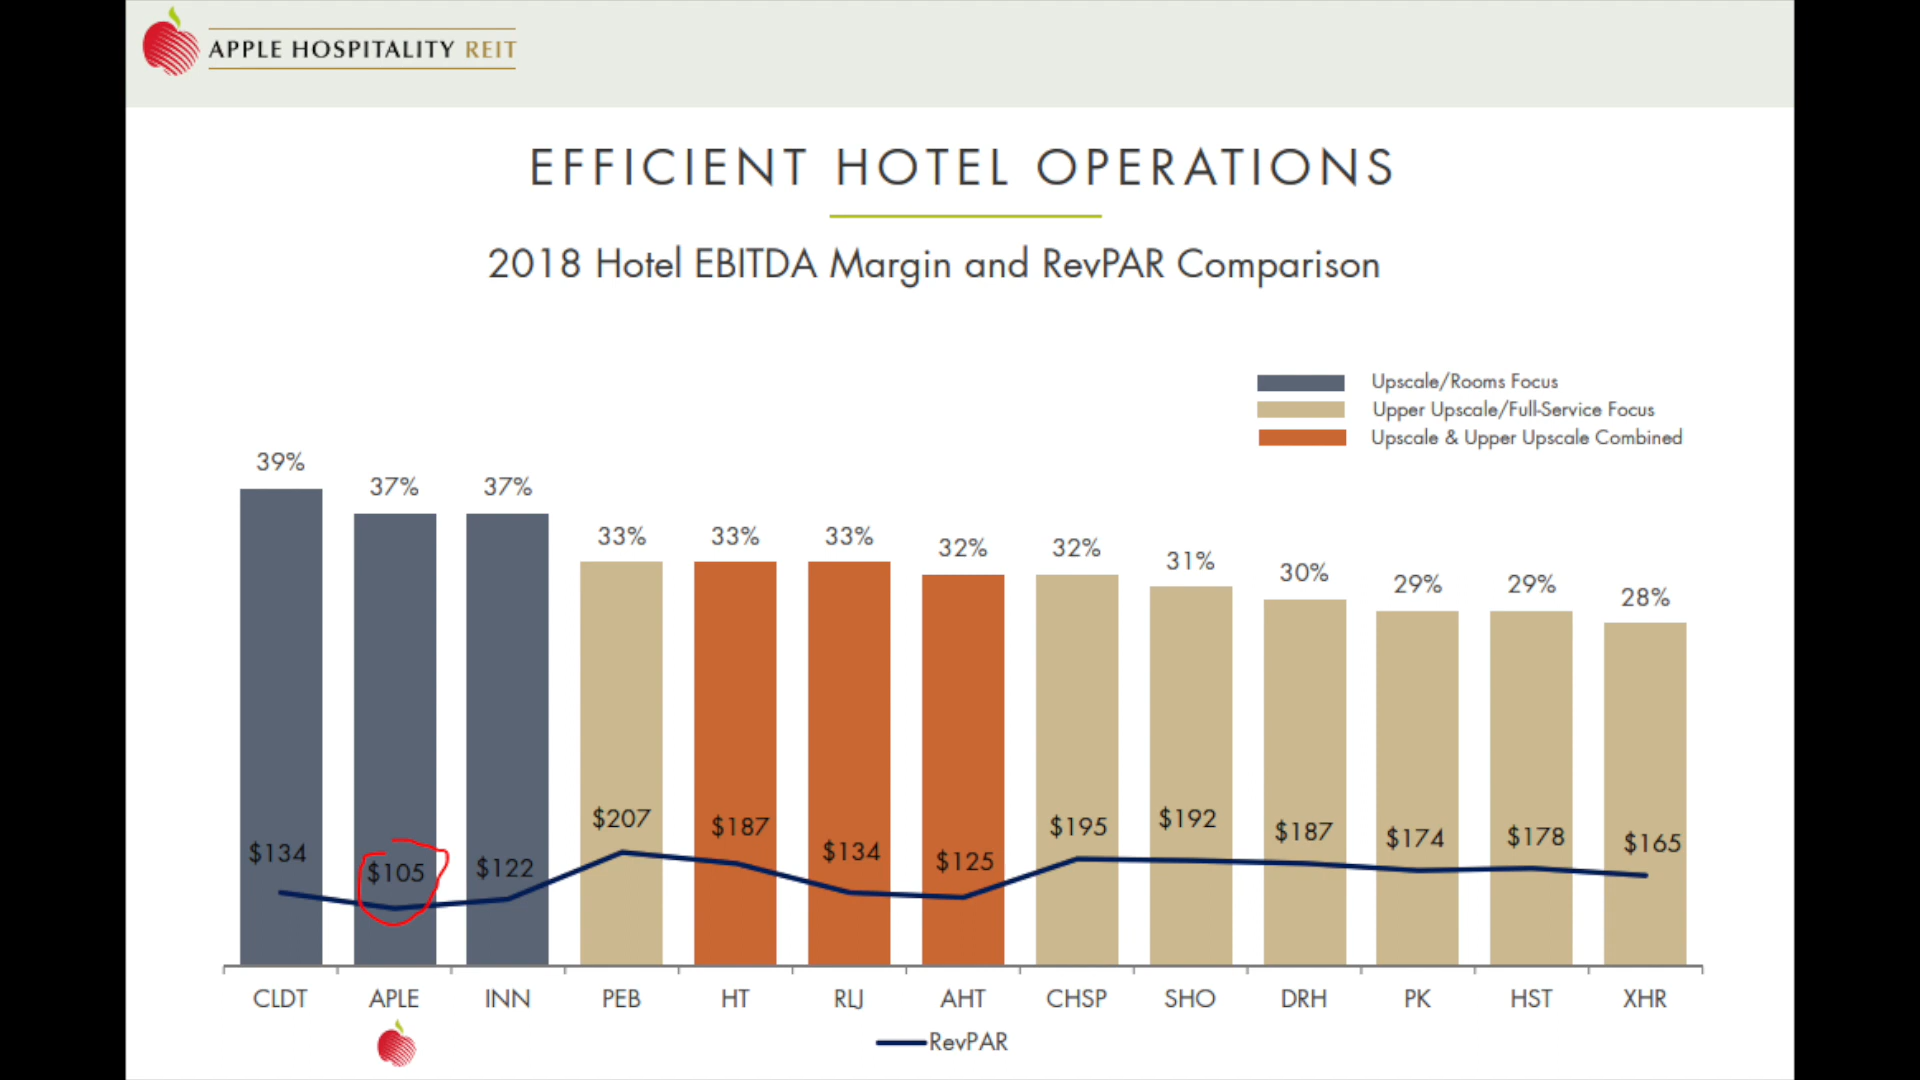 APPLE HOSPITALITY REIT
EFFICIENT HOTEL OPERATIONS
2018 Hotel EBITDA Margin and RevPAR Comparison
Upscale/Rooms Focus
Upper Upscale/Full-Service Focus
Upscale & Upper Upscale Combined
39% 37% 37% 33% 33% 33% 32% 32% 31% 30% 29% 29% 28%
$134 $105 $122 $207 $187 $134 $125 $195 $192 $187 $174 $178 $165
CLDT APLE INN PEB HT RLJ AHT CHSP SHO DRH PK HST XHR
RevPAR